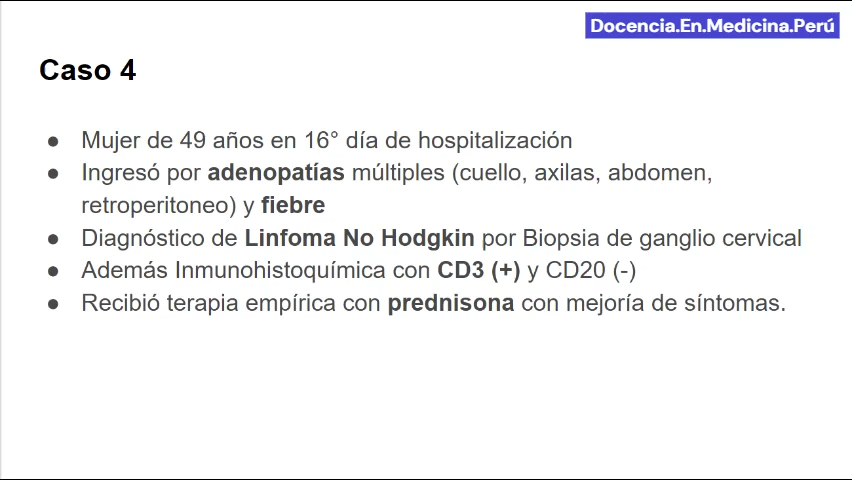 Docencia.En.Medicina.Perú
Caso 4
● Mujer de 49 años en 16° día de hospitalización
● Ingresó por adenopatías múltiples (cuello, axilas, abdomen,
retroperitoneo) y fiebre
● Diagnóstico de Linfoma No Hodgkin por Biopsia de ganglio cervical
● Además Inmunohistoquímica con CD3 (+) y CD20 (-)
● Recibió terapia empírica con prednisona con mejoría de síntomas.